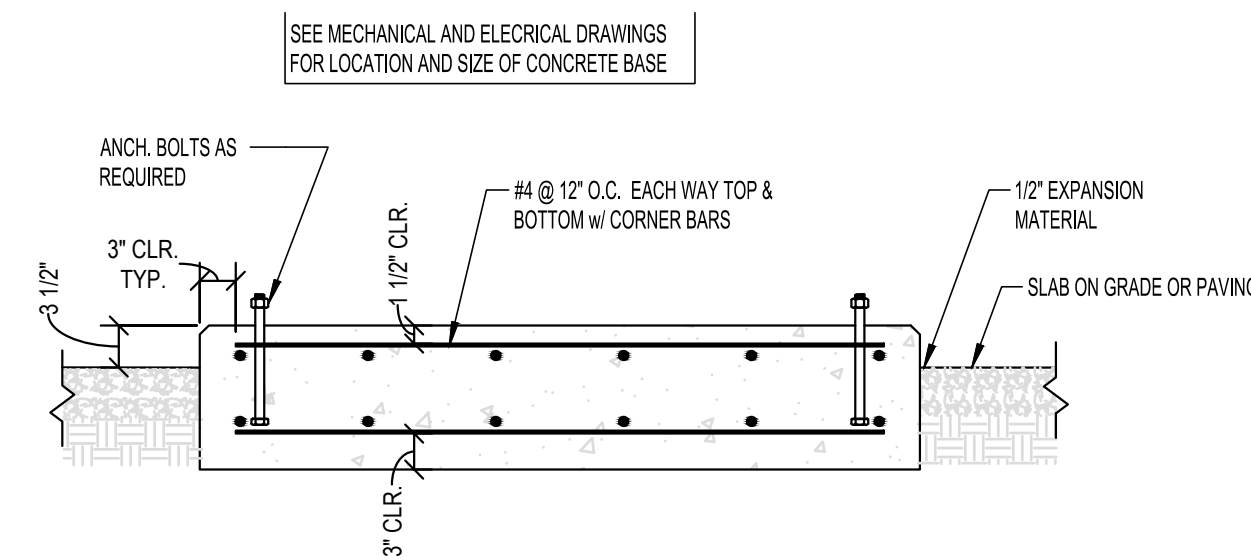 SEE MECHANICAL AND ELECRICAL DRAWINGS
FOR LOCATION AND SIZE OF CONCRETE BASE
ANCH. BOLTS AS
REQUIRED
#4 @ 12" O.C. EACH WAY TOP &
BOTTOM w/ CORNER BARS
1/2" EXPANSION
MATERIAL
3" CLR.
TYP.
3 1/2"
1 1/2" CLR.
SLAB ON GRADE OR PAVING
3" CLR.